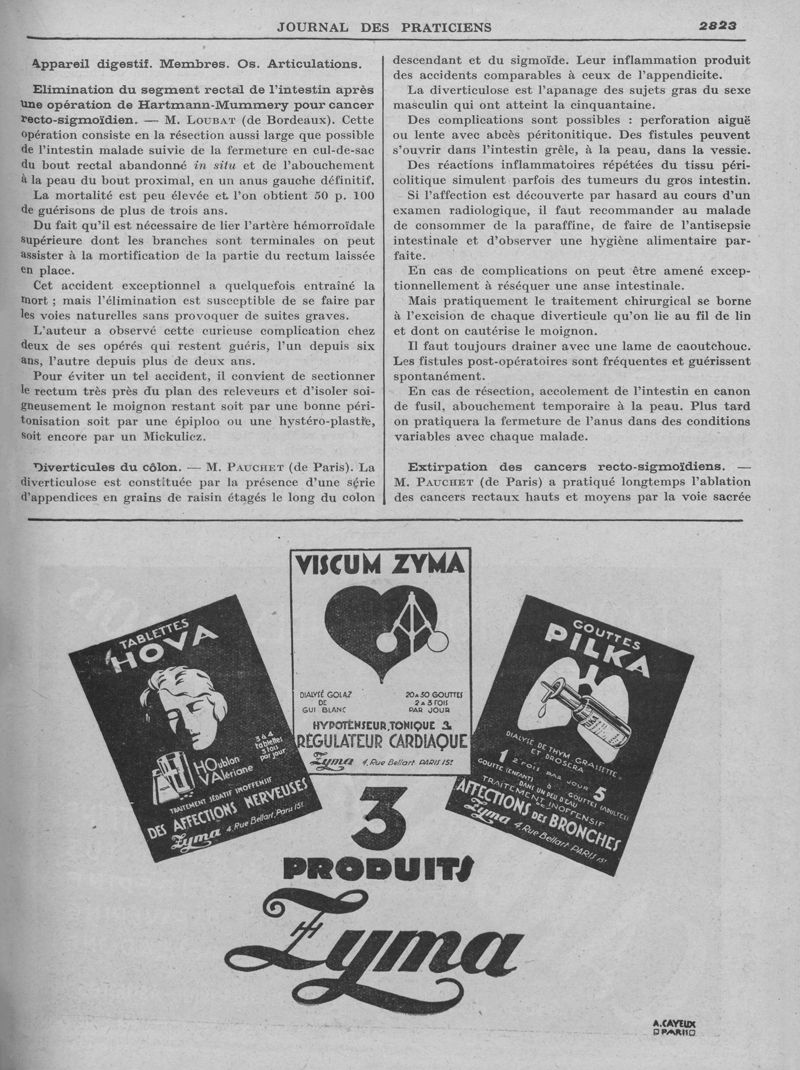 JOURNAL DES PRATICIENS 2823
Appareil digestif. Membres. Os. Articulations.
Elimination du segment rectal de l'intestin après
une opération de Hartmann-Mummery pour cancer
recto-sigmoïdien. — M. LOUBAT (de Bordeaux). Cette
opération consiste en la résection aussi large que possible
de l'intestin malade suivie de la fermeture en cul-de-sac
du bout rectal abandonné in situ et de l'abouchement
à la peau du bout proximal, en un anus gauche définitif.
La mortalité est peu élevée et l'on obtient 50 p. 100
de guérisons de plus de trois ans.
Du fait qu'il est nécessaire de lier l'artère hémorroïdale
supérieure dont les branches sont terminales on peut
assister à la mortification de la partie du rectum laissée
en place.
Cet accident exceptionnel a quelquefois entraîné la
mort ; mais l'élimination est susceptible de se faire par
les voies naturelles sans provoquer de suites graves.
L'auteur a observé cette curieuse complication chez
deux de ses opérés qui restent guéris, l'un depuis six
ans, l'autre depuis plus de deux ans.
Pour éviter un tel accident, il convient de sectionner
le rectum très près du plan des releveurs et d'isoler soi-
gneusement le moignon restant soit par une bonne péri-
tonisation soit par une épiploo ou une hystéro-plastie,
soit encore par un Mickulicz.
Diverticules du côlon. — M. PAUCHET (de Paris). La
diverticulose est constituée par la présence d'une série
d'appendices en grains de raisin étagés le long du colon
descendant et du sigmoïde. Leur inflammation produit
des accidents comparables à ceux de l'appendicite.
La diverticulose est l'apanage des sujets gras du sexe
masculin qui ont atteint la cinquantaine.
Des complications sont possibles : perforation aiguë
ou lente avec abcès péritonitique. Des fistules peuvent
s'ouvrir dans l'intestin grêle, à la peau, dans la vessie.
Des réactions inflammatoires répétées du tissu péri-
colitique simulent parfois des tumeurs du gros intestin.
Si l'affection est découverte par hasard au cours d'un
examen radiologique, il faut recommander au malade
de consommer de la paraffine, de faire de l'antisepsie
intestinale et d'observer une hygiène alimentaire par-
faite.
En cas de complications on peut être amené excep-
tionnellement à réséquer une anse intestinale.
Mais pratiquement le traitement chirurgical se borne
à l'excision de chaque diverticule qu'on lie au fil de lin
et dont on cautérise le moignon.
Il faut toujours drainer avec une lame de caoutchouc.
Les fistules post-opératoires sont fréquentes et guérissent
spontanément.
En cas de résection, accolement de l'intestin en canon
de fusil, abouchement temporaire à la peau. Plus tard
on pratiquera la fermeture de l'anus dans des conditions
variables avec chaque malade.
Extirpation des cancers recto-sigmoïdiens. —
M. PAUCHET (de Paris) a pratiqué longtemps l'ablation
des cancers rectaux hauts et moyens par la voie sacrée
TABLETTES
HOVA
3 à 4
tablettes
3 fois
par jour
HOublon
VAlériane
TRAITEMENT SÉDATIF INOFFENSIF
DES AFFECTIONS NERVEUSES
Zyma 4, Rue Bellart, Paris 15e
VISCUM ZYMA
DIALYSÉ GOLAZ
DE
GUI BLANC
20 à 30 GOUTTES
2 à 3 FOIS
PAR JOUR
HYPOTENSEUR, TONIQUE &
RÉGULATEUR CARDIAQUE
Zyma 4, Rue Bellart PARIS 15e
GOUTTES
PILKA
DIALYSÉ DE THYM, GRASSETTE
ET DROSERA
2 FOIS PAR JOUR
1 GOUTTE (ENFANT) à 5 GOUTTES (ADULTES)
DANS UN PEU D'EAU
TRAITEMENT INOFFENSIF
AFFECTIONS DES BRONCHES
Zyma 4, Rue Bellart PARIS 15e
3
PRODUITS
Zyma
A. CAYEUX
PARIS